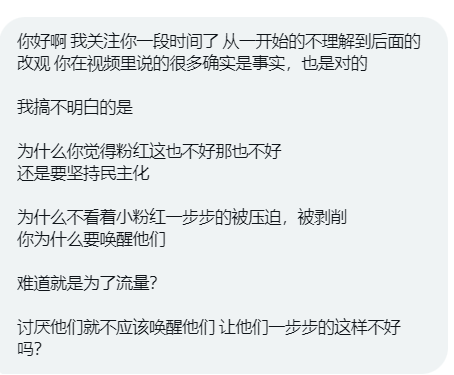 你好啊 我关注你一段时间了 从一开始的不理解到后面的
改观 你在视频里说的很多确实是事实，也是对的
我搞不明白的是
为什么你觉得粉红这也不好那也不好
还是要坚持民主化
为什么不看着小粉红一步步的被压迫，被剥削
你为什么要唤醒他们
难道就是为了流量？
讨厌他们就不应该唤醒他们 让他们一步步的这样不好
吗？